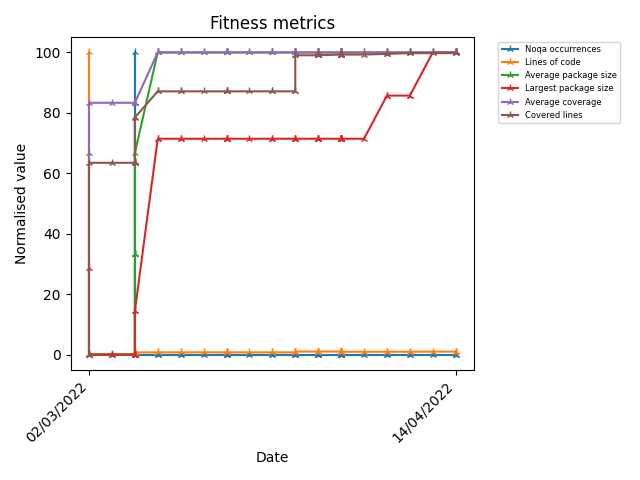 Fitness metrics
Noqa occurrences
Lines of code
Average package size
Largest package size
Average coverage
Covered lines
100
80
60
40
20
0
Normalised value
02/03/2022
14/04/2022
Date